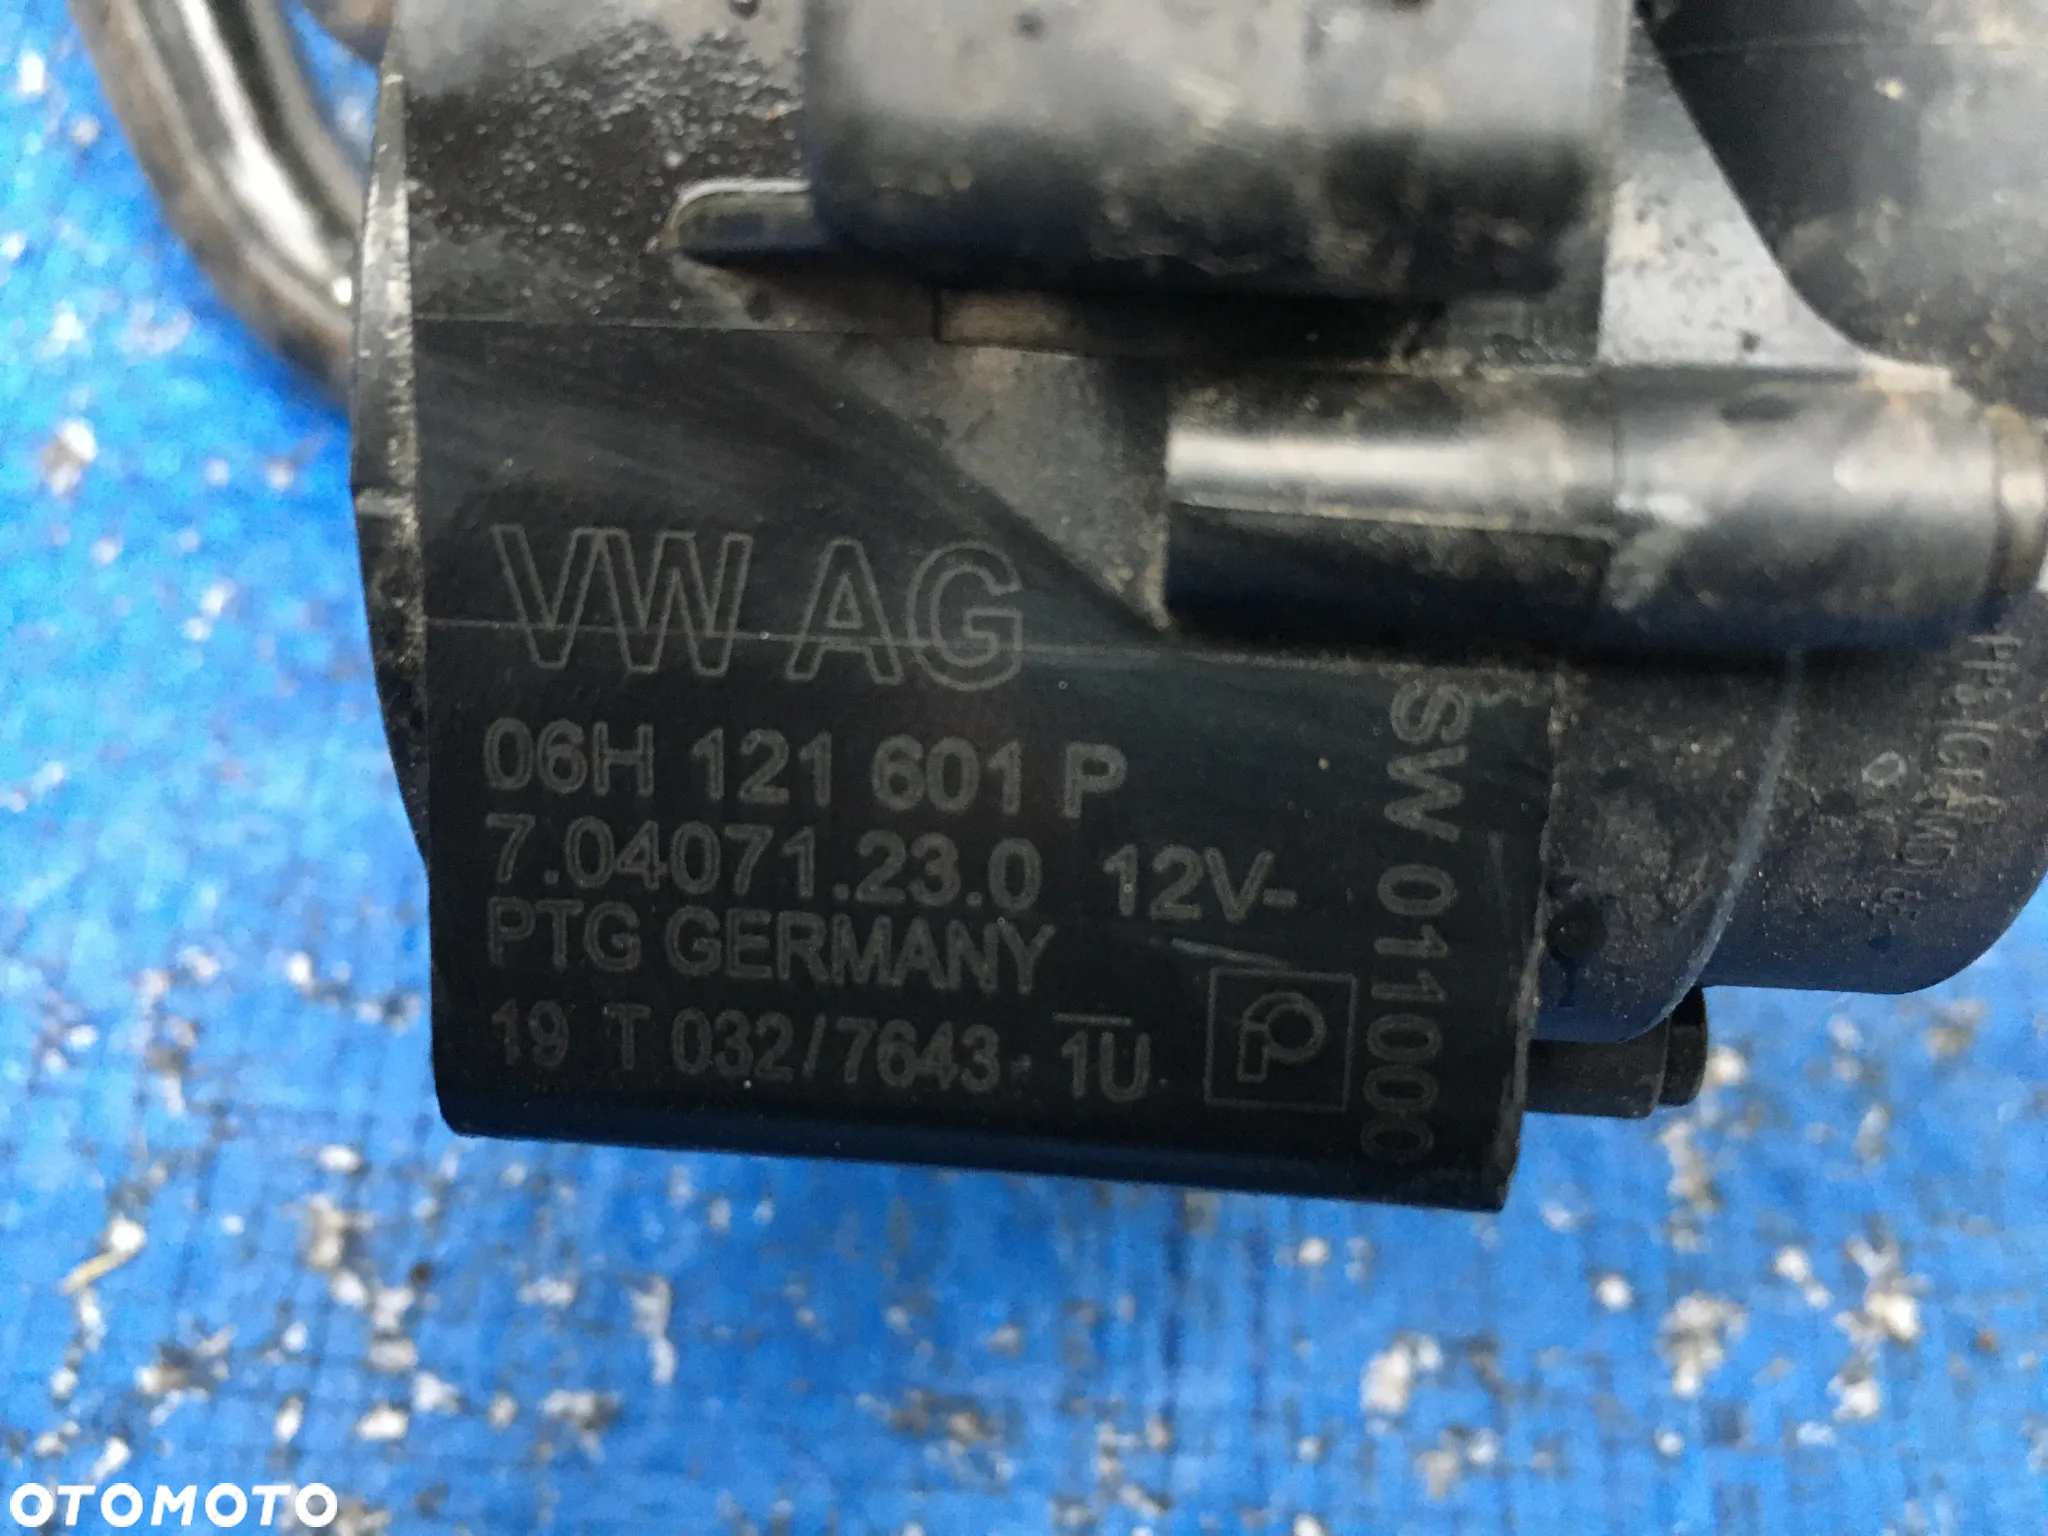 VW AG
06H 121 601 P
7.04071.23.0 12V-
PTG GERMANY
19 T 032/7643 1U
SW 011000
OTOMOTO